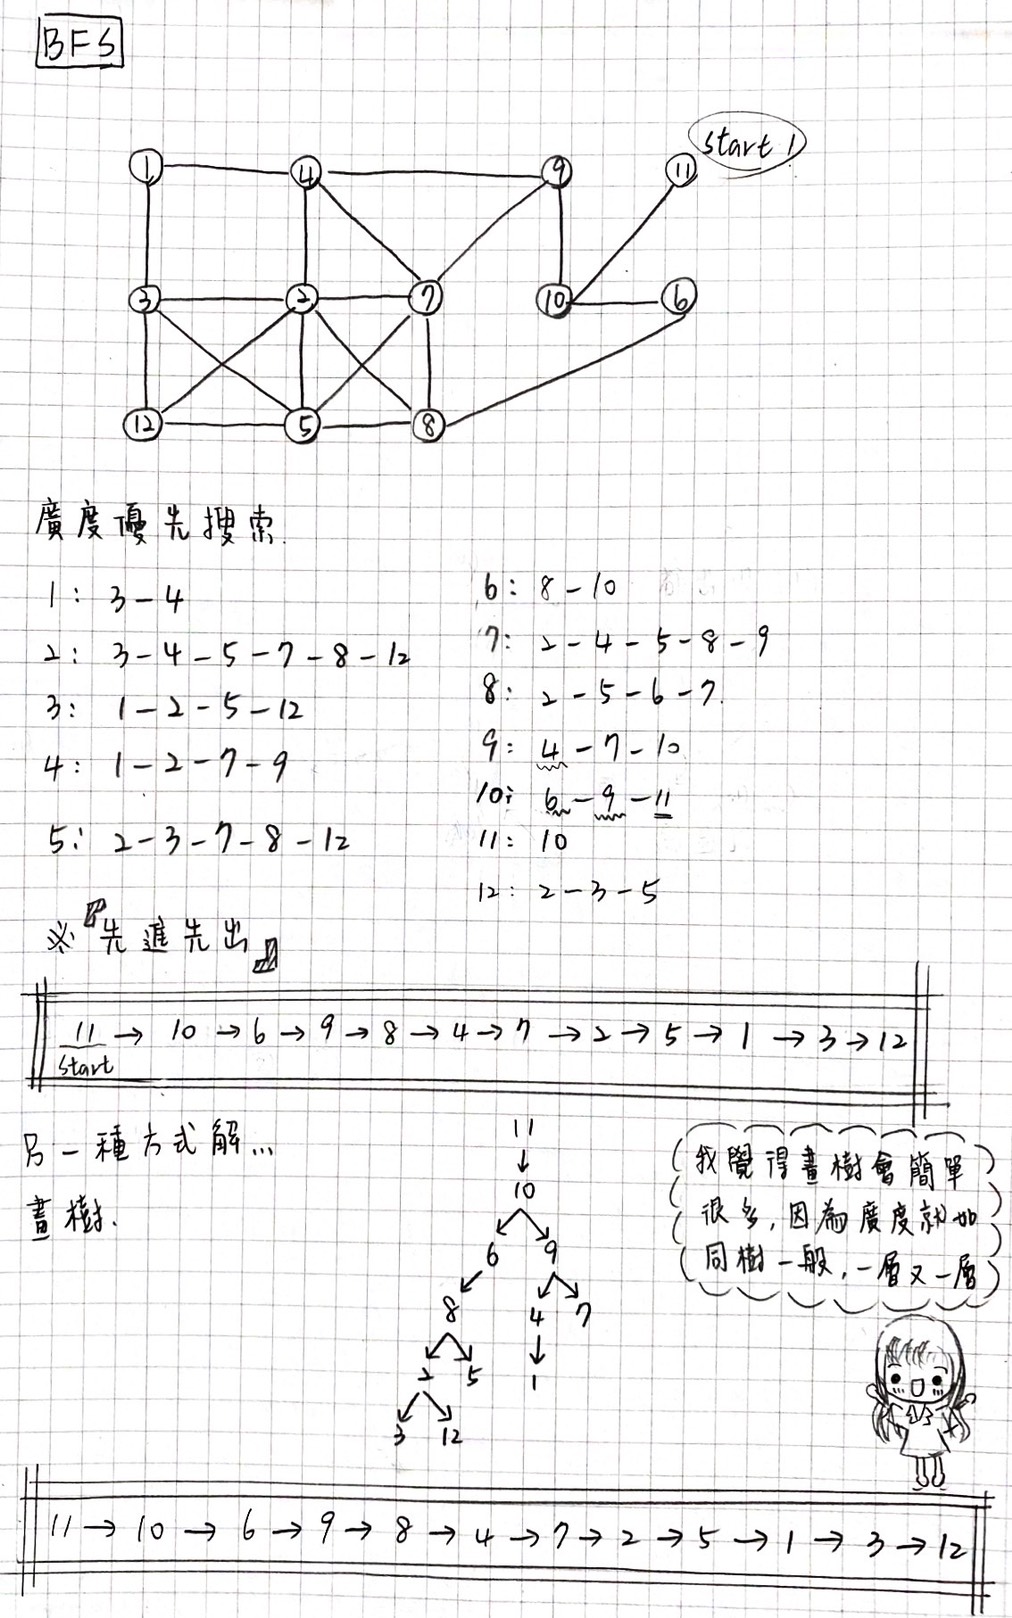 BFS
start !
1 4 9 11
3 2 7 10 6
12 5 8
廣度優先搜索.
1: 3-4
2: 3-4-5-7-8-12
3: 1-2-5-12
4: 1-2-7-9
5: 2-3-7-8-12
6: 8-10
7: 2-4-5-8-9
8: 2-5-6-7.
9: 4-7-10
10: 6-9-11
11: 10
12: 2-3-5
※『先進先出』
11 → 10 → 6 → 9 → 8 → 4 → 7 → 2 → 5 → 1 → 3 → 12
start
另一種方式解...
畫樹.
11
10
6 9
8 4 7
2 5 1
3 12
我覺得畫樹會簡單
很多,因為廣度就如
同樹一般,一層又一層
11 → 10 → 6 → 9 → 8 → 4 → 7 → 2 → 5 → 1 → 3 → 12